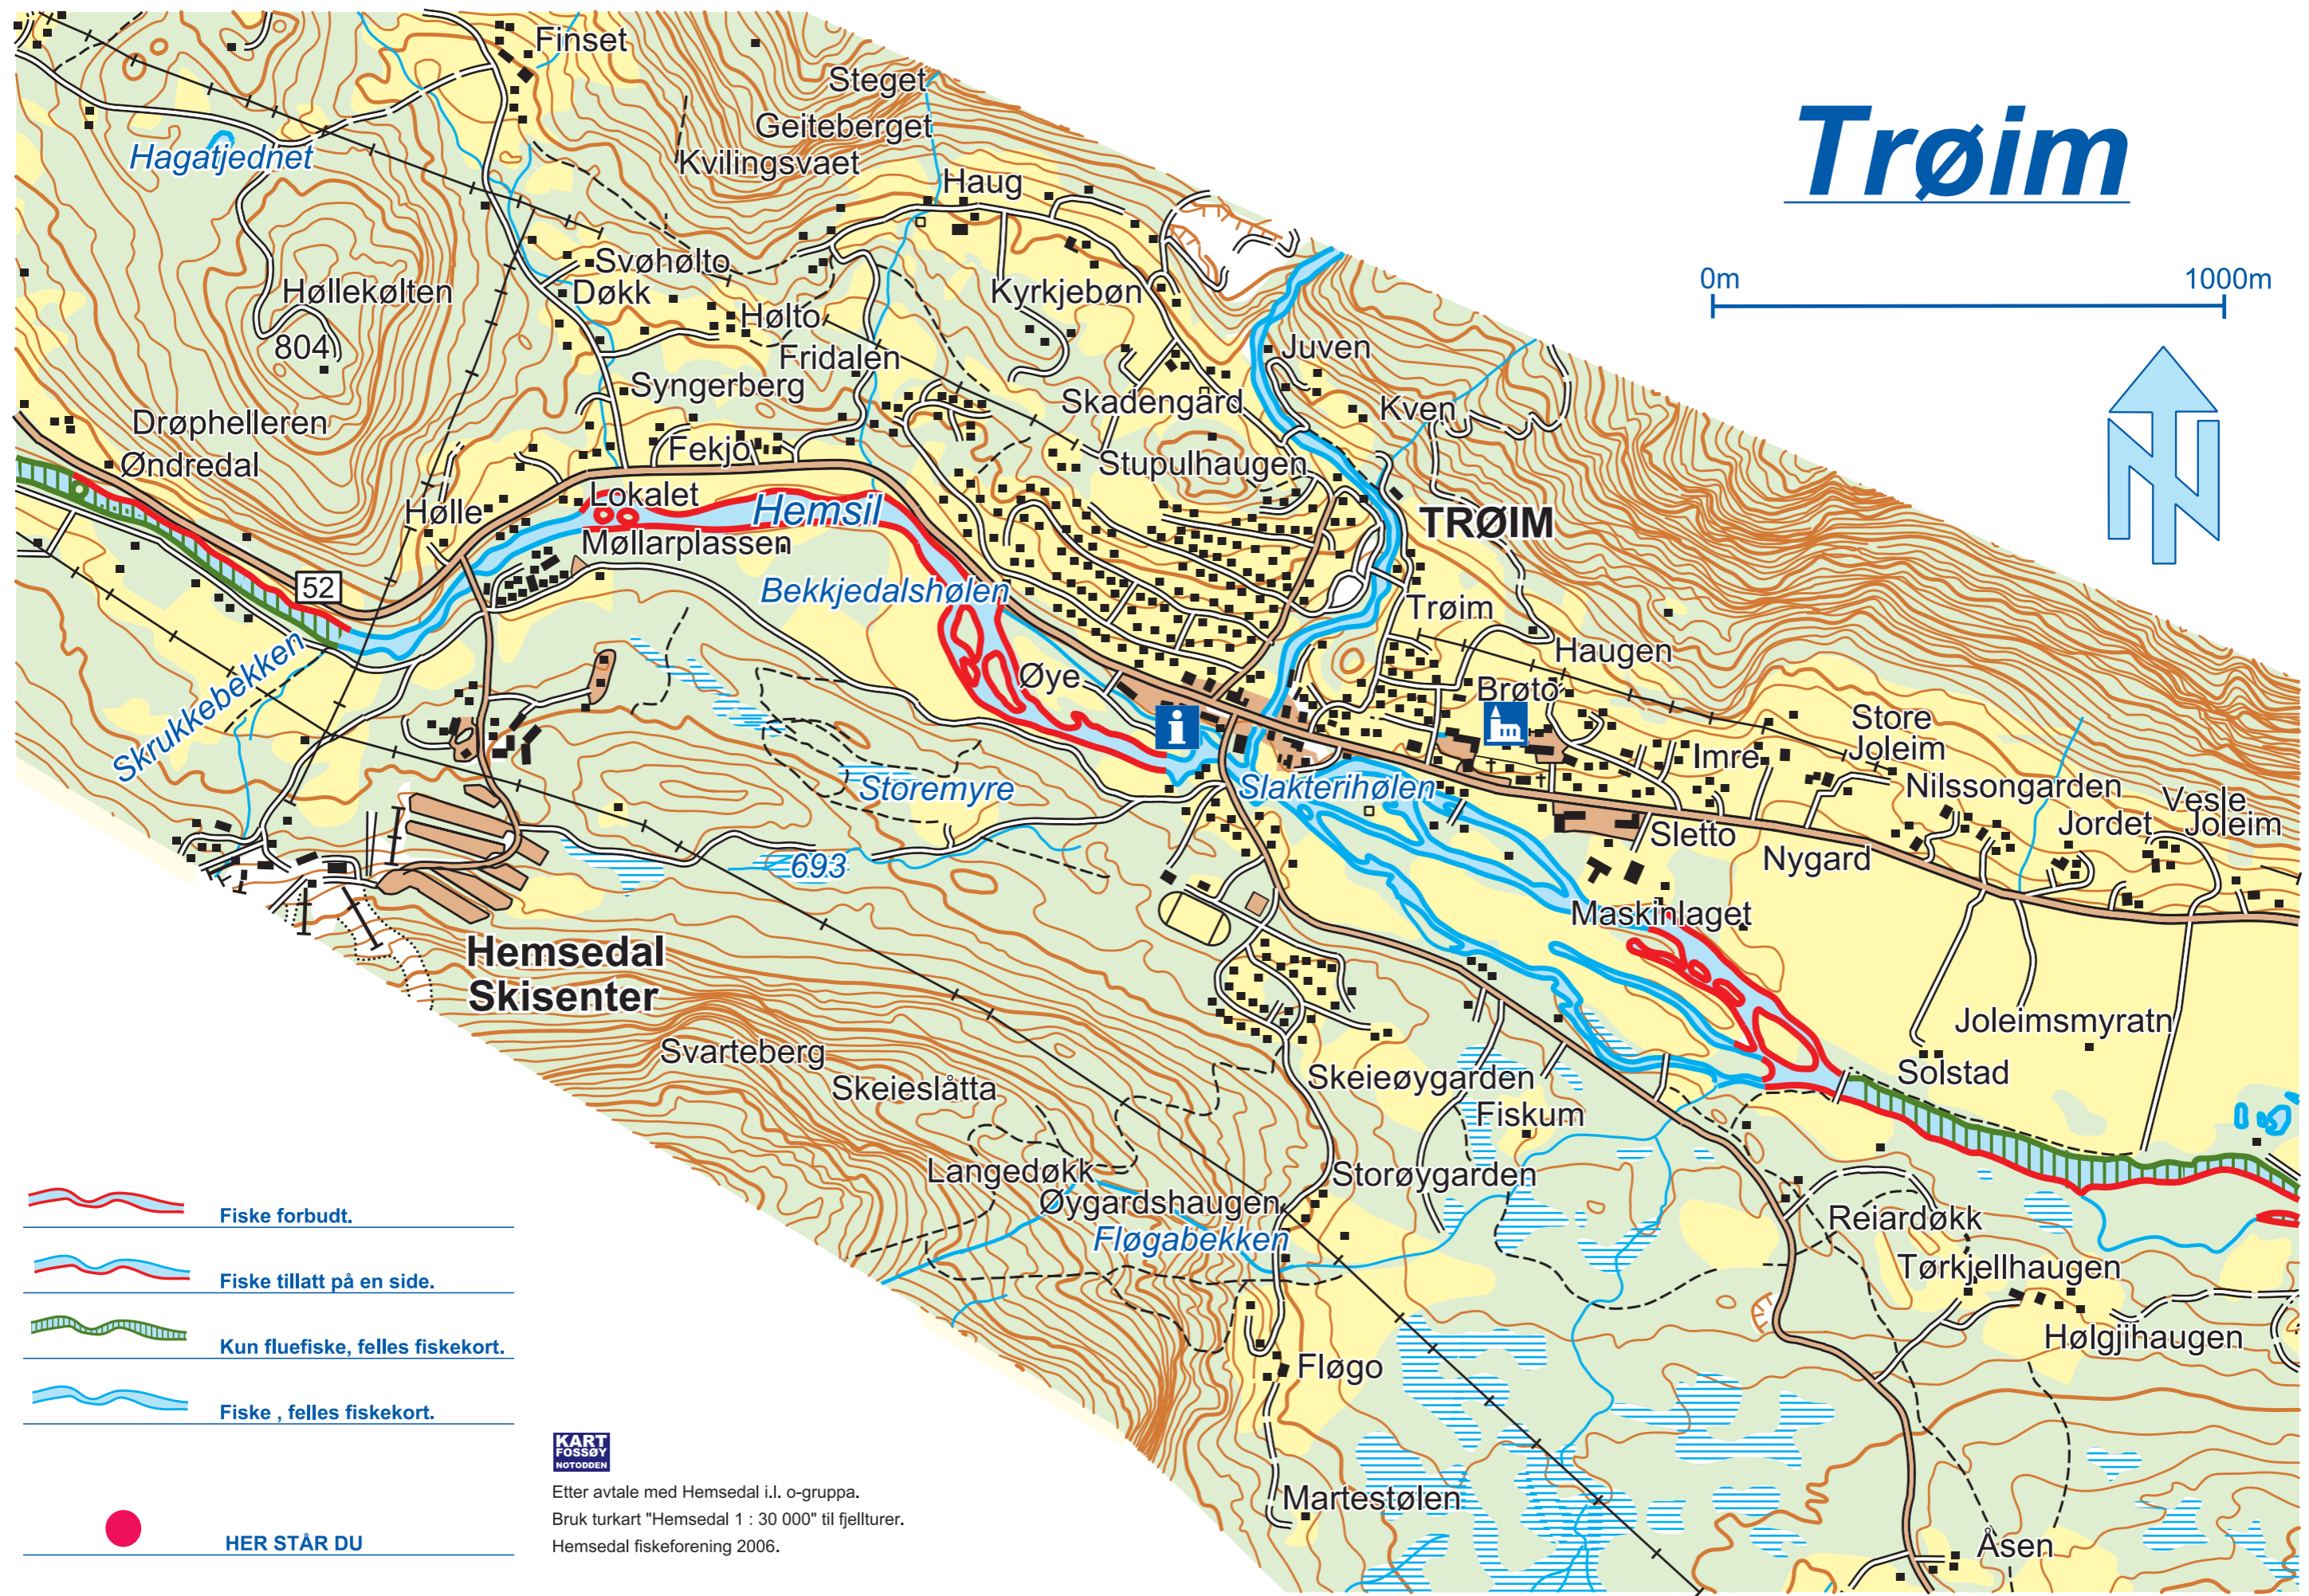 Trøim
0m 1000m
Finset
Steget
Geiteberget
Kvilingsvaet
Hagatjednet
Haug
Svøhølto
Døkk
Høllekølten
804
Hølto
Kyrkjebøn
Fridalen
Juven
Syngerberg
Skadengård
Kven
Drøphelleren
Øndredal
Fekjo
Stupulhaugen
Hølle
Lokalet
Hemsil
TRØIM
Møllarplassen
52
Bekkjedalshølen
Trøim
Haugen
Skrukkebekken
Øye
Brøto
i
Store
Joleim
Imre
Storemyre
Slakterihølen
Nilssongarden
Vesle
Joleim
Jordet
Sletto
Nygard
693
Maskinlaget
Hemsedal
Skisenter
Joleimsmyratn
Svarteberg
Skeieslåtta
Skeieøygarden
Solstad
Fiskum
Langedøkk
Storøygarden
Øygardshaugen
Fløgabekken
Reiardøkk
Tørkjellhaugen
Hølgjihaugen
Fløgo
Martestølen
Åsen
Fiske forbudt.
Fiske tillatt på en side.
Kun fluefiske, felles fiskekort.
Fiske , felles fiskekort.
HER STÅR DU
KART
FOSSØY
NOTODDEN
Etter avtale med Hemsedal i.l. o-gruppa.
Bruk turkart "Hemsedal 1 : 30 000" til fjellturer.
Hemsedal fiskeforening 2006.